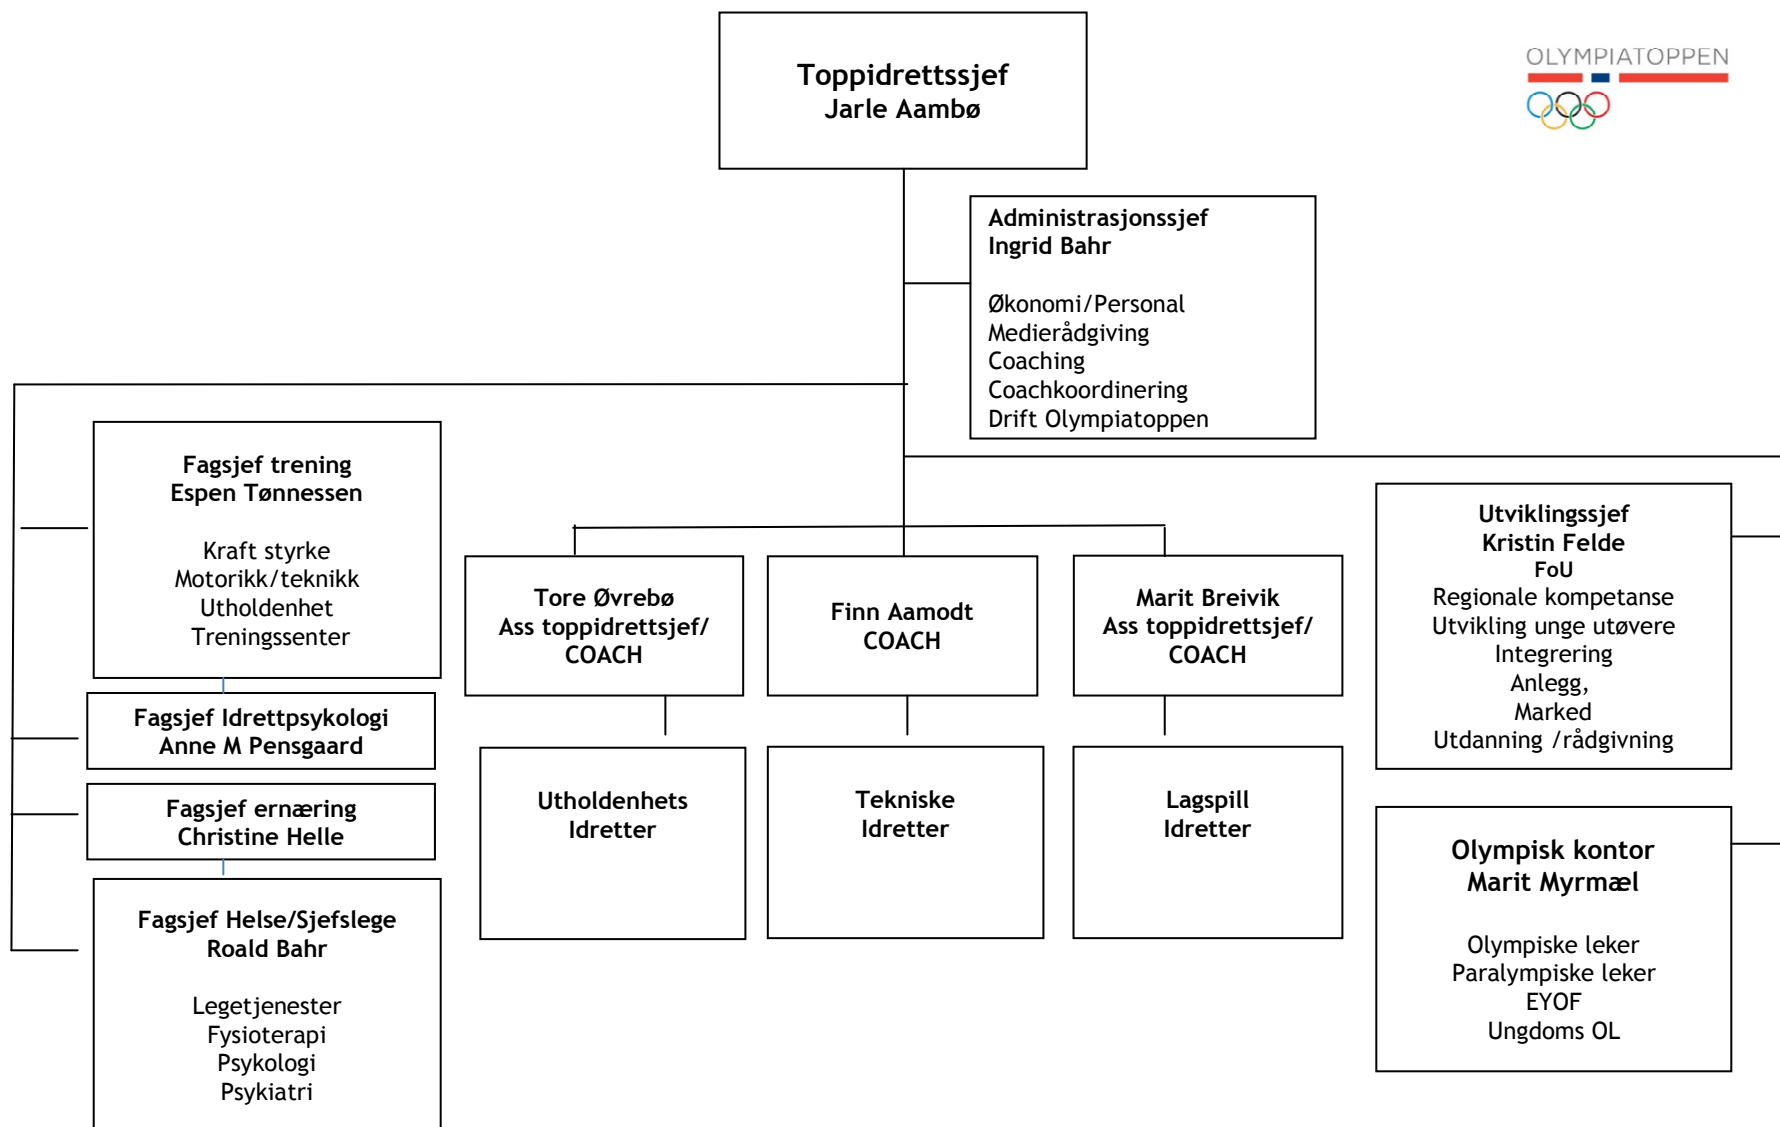 Toppidrettssjef
Jarle Aambø
OLYMPIATOPPEN
Administrasjonssjef
Ingrid Bahr
Økonomi/Personal
Medierådgiving
Coaching
Coachkoordinering
Drift Olympiatoppen
Fagsjef trening
Espen Tønnessen
Kraft styrke
Motorikk/teknikk
Utholdenhet
Treningssenter
Fagsjef Idrettpsykologi
Anne M Pensgaard
Fagsjef ernæring
Christine Helle
Fagsjef Helse/Sjefslege
Roald Bahr
Legetjenester
Fysioterapi
Psykologi
Psykiatri
Tore Øvrebø
Ass toppidrettsjef/
COACH
Finn Aamodt
COACH
Marit Breivik
Ass toppidrettsjef/
COACH
Utholdenhets
Idretter
Tekniske
Idretter
Lagspill
Idretter
Utviklingssjef
Kristin Felde
FoU
Regionale kompetanse
Utvikling unge utøvere
Integrering
Anlegg,
Marked
Utdanning /rådgivning
Olympisk kontor
Marit Myrmæl
Olympiske leker
Paralympiske leker
EYOF
Ungdoms OL